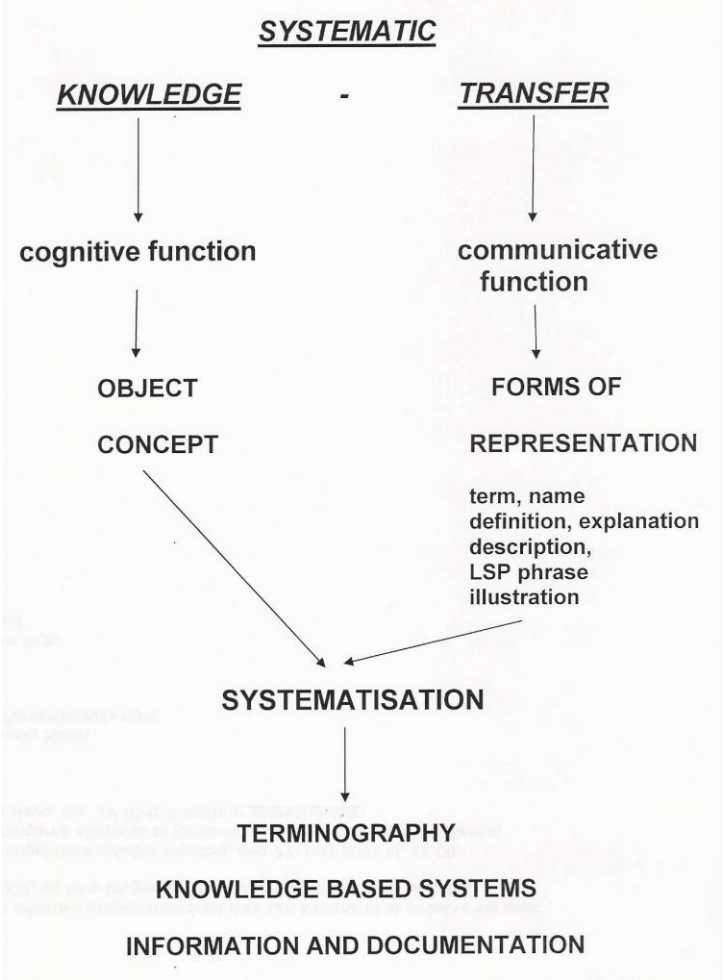 SYSTEMATIC
KNOWLEDGE - TRANSFER
cognitive function
communicative
function
OBJECT
CONCEPT
FORMS OF
REPRESENTATION
term, name
definition, explanation
description,
LSP phrase
illustration
SYSTEMATISATION
TERMINOGRAPHY
KNOWLEDGE BASED SYSTEMS
INFORMATION AND DOCUMENTATION